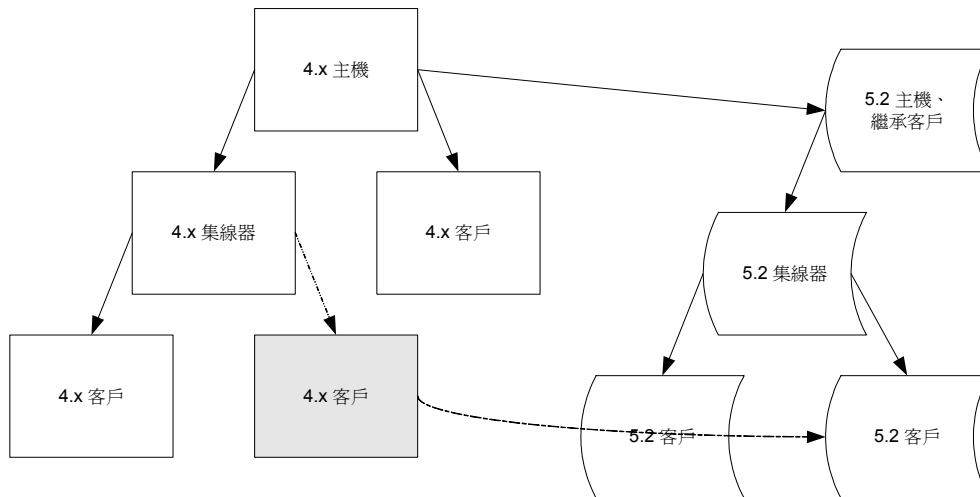 4.x 主機
5.2 主機、
繼承客戶
4.x 集線器
4.x 客戶
5.2 集線器
4.x 客戶
4.x 客戶
5.2 客戶
5.2 客戶